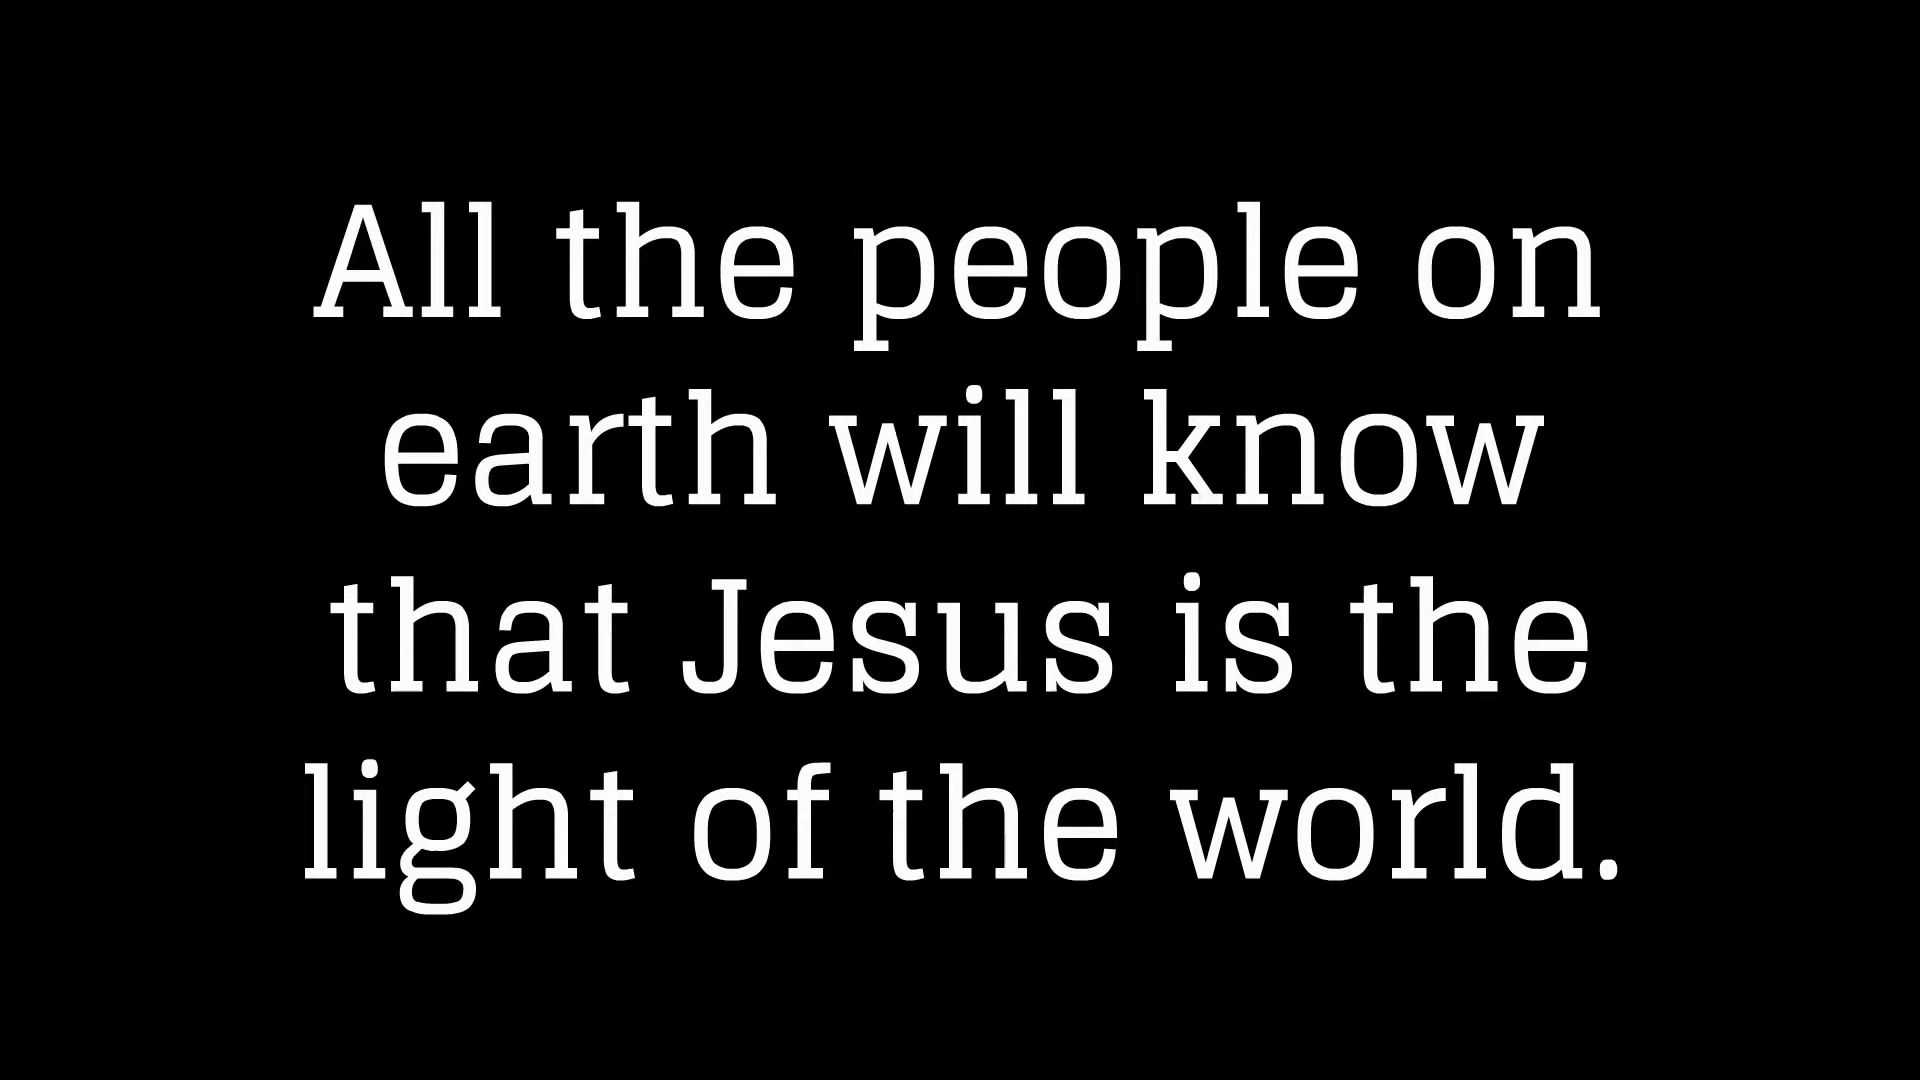 All the people on
earth will know
that Jesus is the
light of the world.